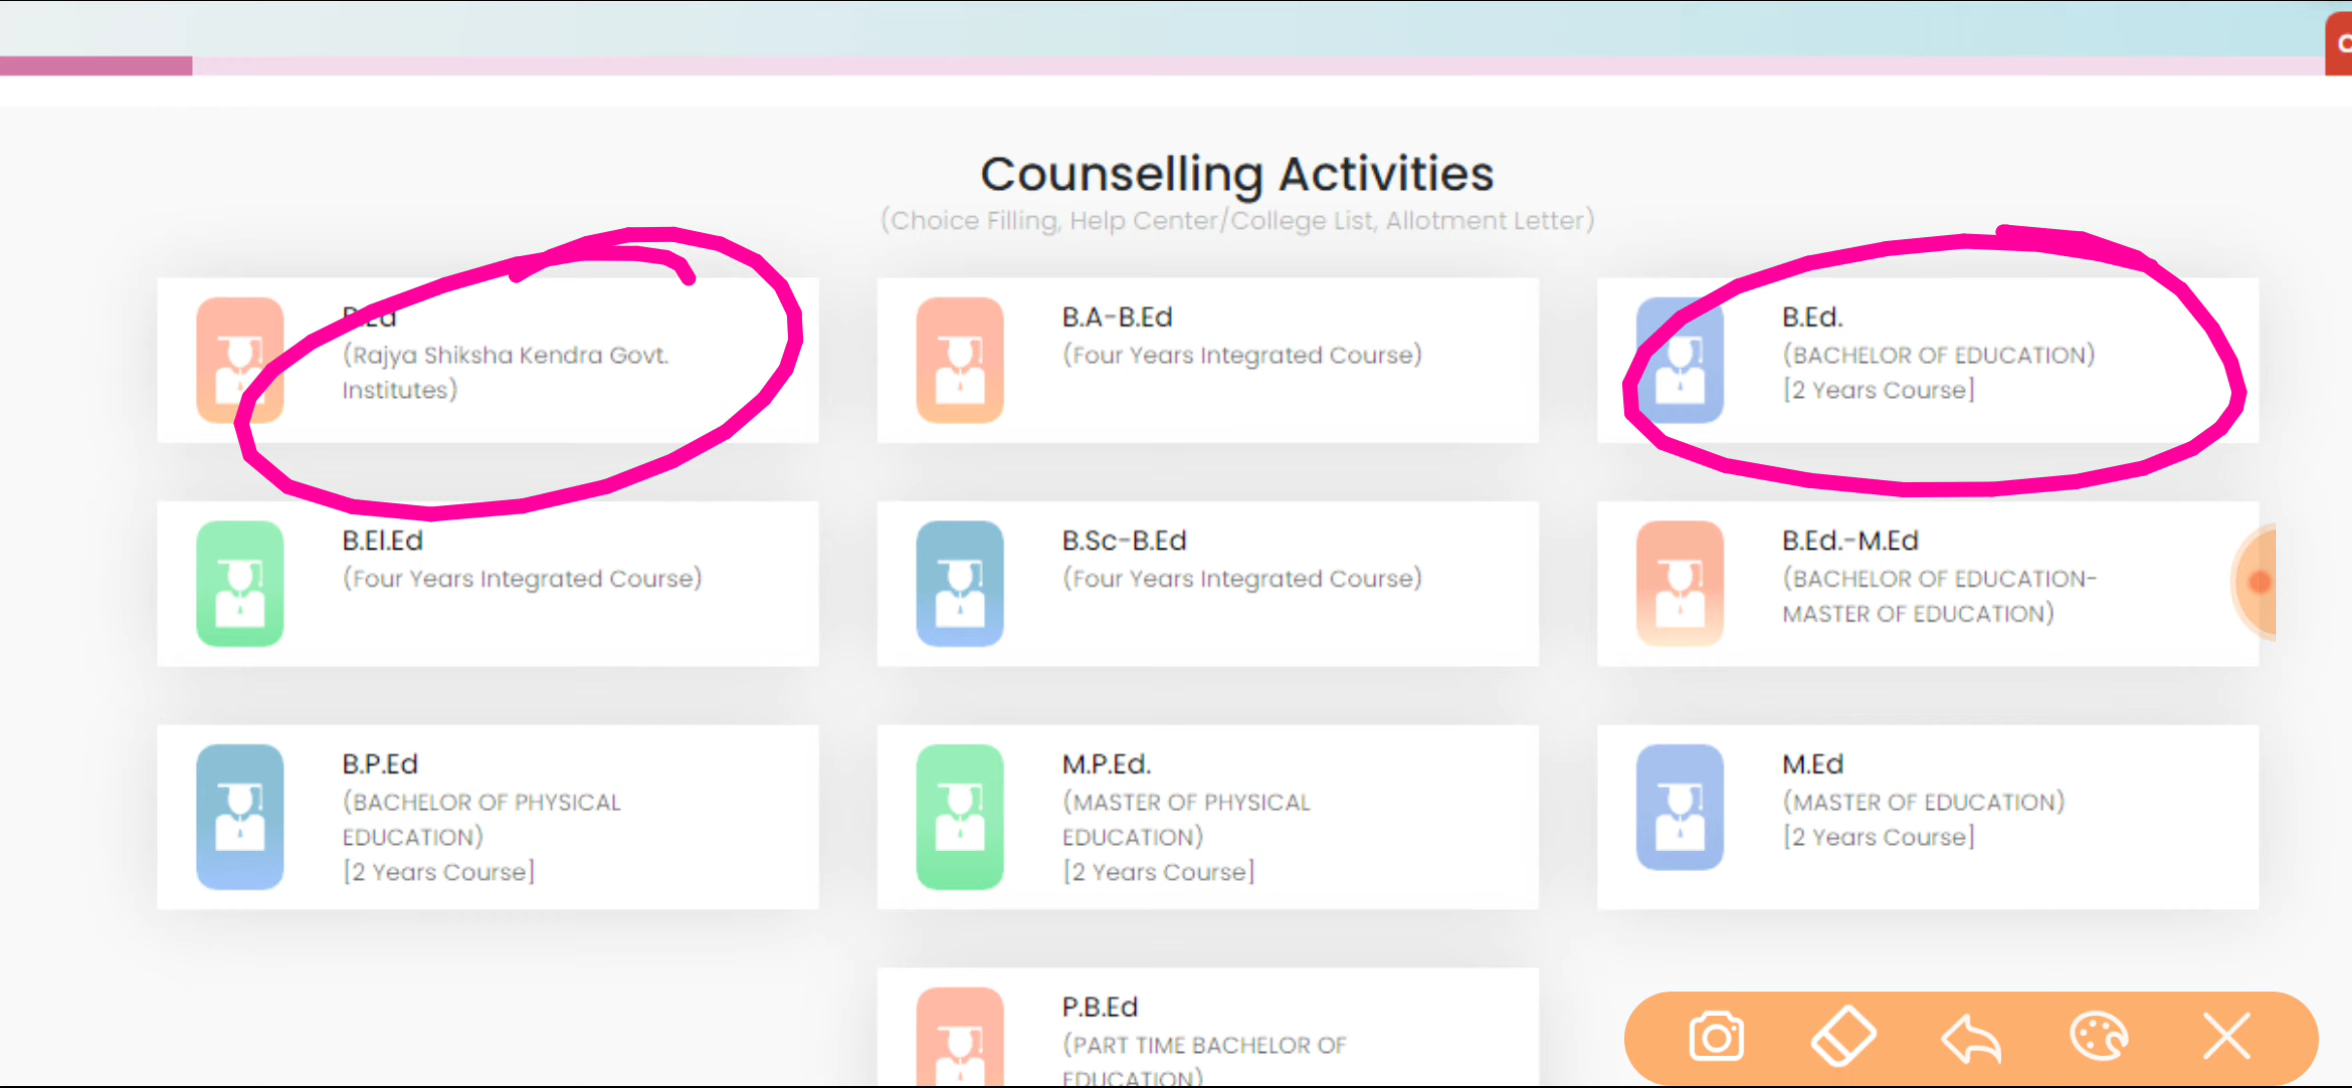 Counselling Activities
(Choice Filling, Help Center/College List, Allotment Letter)
B.Ed
(Rajya Shiksha Kendra Govt.
Institutes)
B.A-B.Ed
(Four Years Integrated Course)
B.Ed.
(BACHELOR OF EDUCATION)
[2 Years Course]
B.El.Ed
(Four Years Integrated Course)
B.Sc-B.Ed
(Four Years Integrated Course)
B.Ed.-M.Ed
(BACHELOR OF EDUCATION-
MASTER OF EDUCATION)
B.P.Ed
(BACHELOR OF PHYSICAL
EDUCATION)
[2 Years Course]
M.P.Ed.
(MASTER OF PHYSICAL
EDUCATION)
[2 Years Course]
M.Ed
(MASTER OF EDUCATION)
[2 Years Course]
P.B.Ed
(PART TIME BACHELOR OF
EDUCATION)